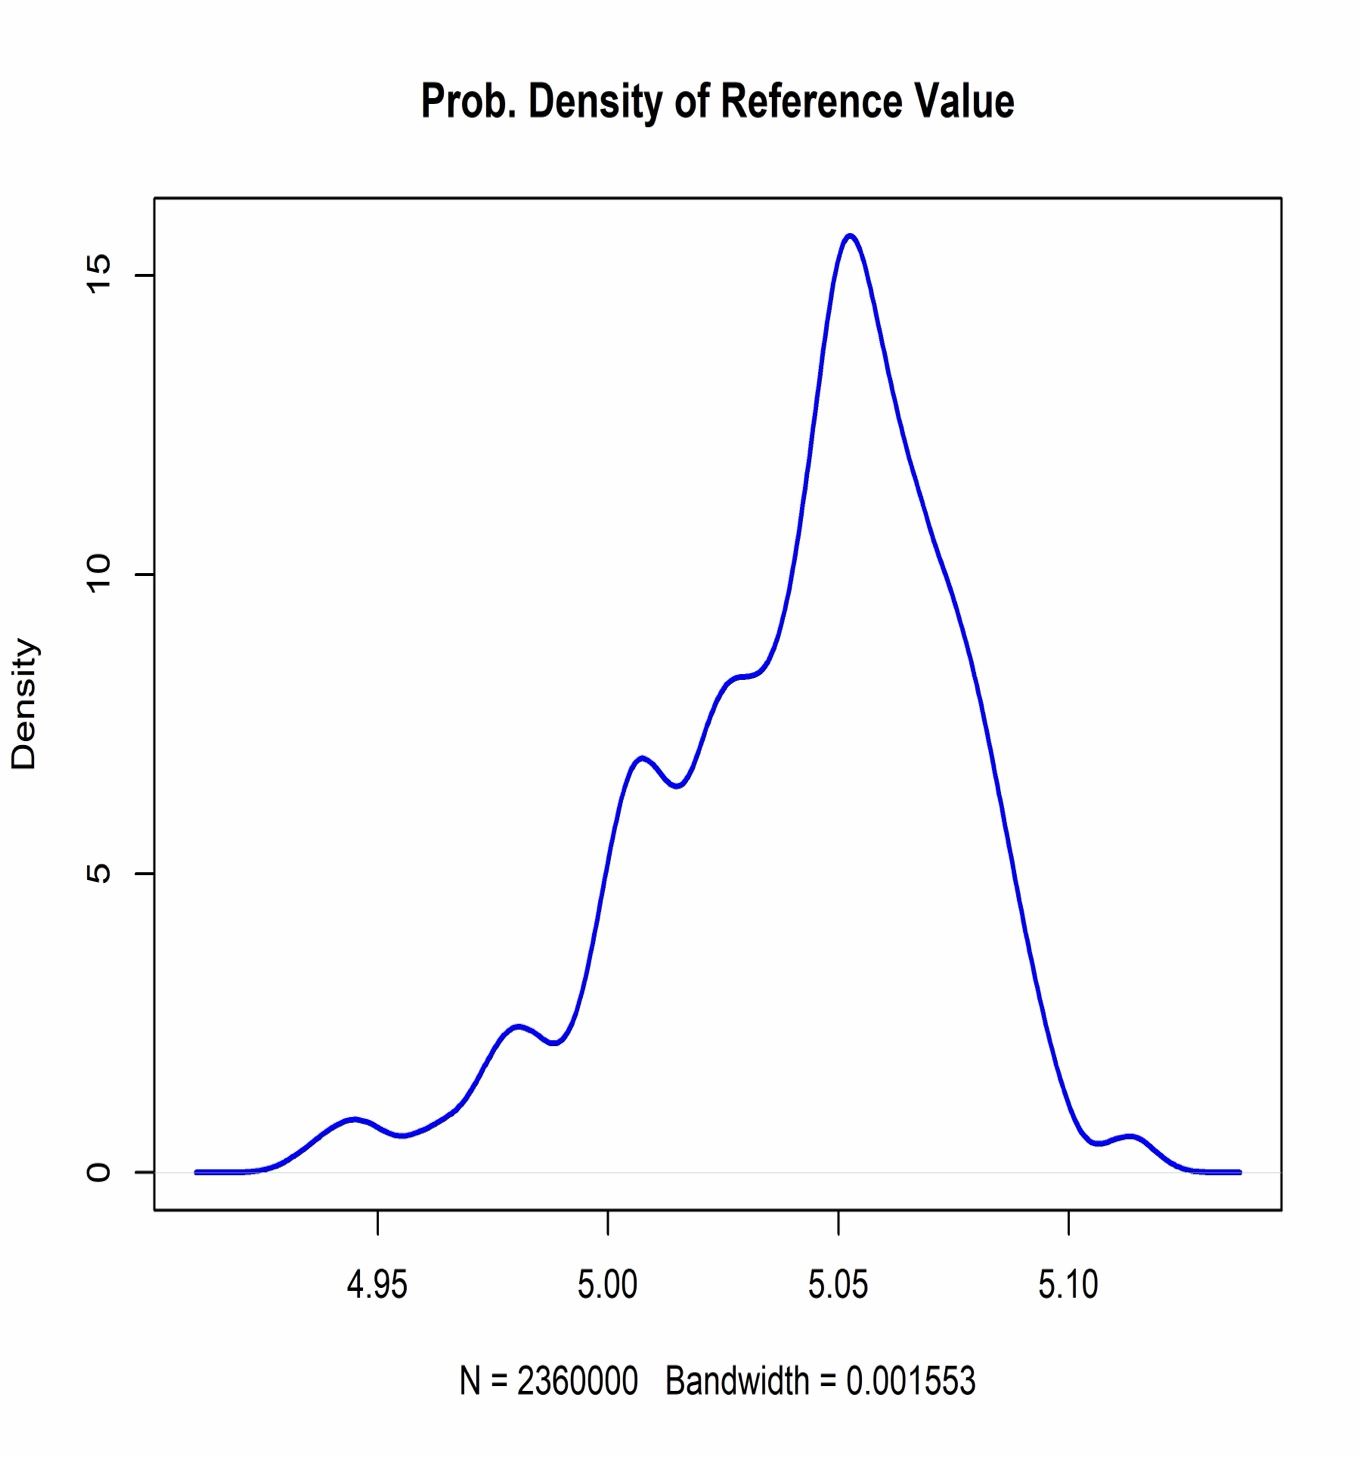 Prob. Density of Reference Value
Density
15
10
5
0
4.95 5.00 5.05 5.10
N = 2360000 Bandwidth = 0.001553